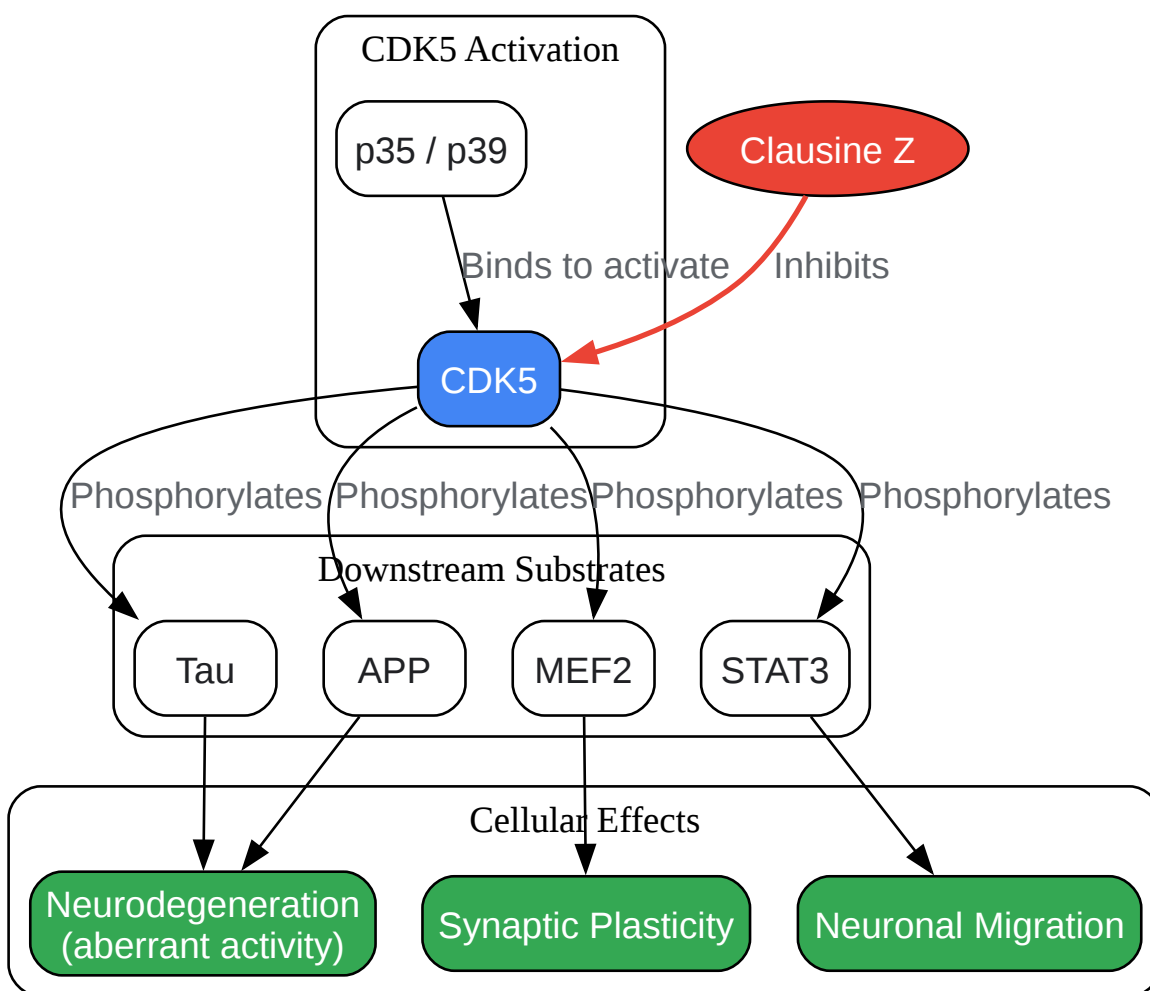 CDK5 Activation
p35 / p39
Clausine Z
Binds to activate
Inhibits
CDK5
Phosphorylates
Phosphorylates
Phosphorylates
Phosphorylates
Downstream Substrates
Tau
APP
MEF2
STAT3
Cellular Effects
Neurodegeneration
(aberrant activity)
Synaptic Plasticity
Neuronal Migration